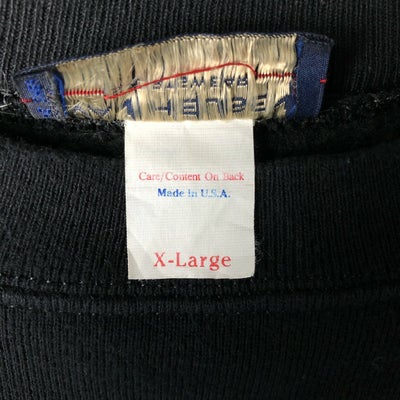 Care/Content On Back
Made in U.S.A.
X-Large